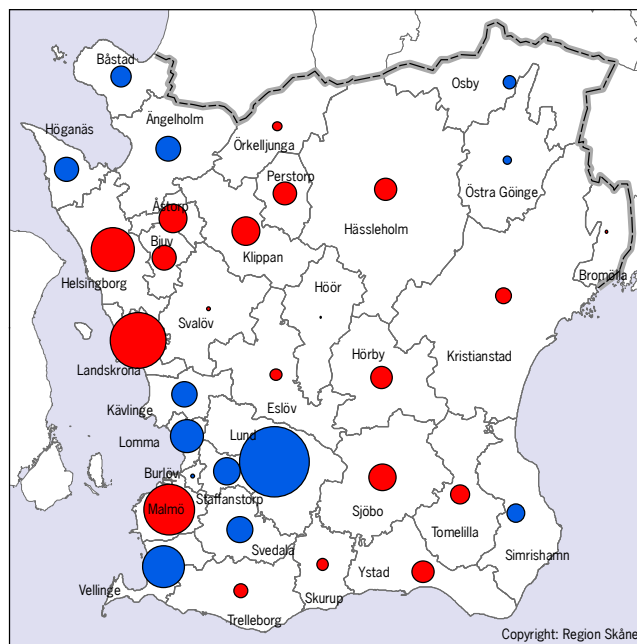 Båstad
Osby
Höganäs
Ängelholm
Örkelljunga
Perstorp
Östra Göinge
Åstorp
Hässleholm
Bjuv
Klippan
Bromölla
Helsingborg
Höör
Svalöv
Kristianstad
Hörby
Landskrona
Eslöv
Kävlinge
Lomma
Lund
Burlöv
Staffanstorp
Malmö
Sjöbo
Tomelilla
Svedala
Simrishamn
Ystad
Vellinge
Skurup
Trelleborg
Copyright: Region Skåne